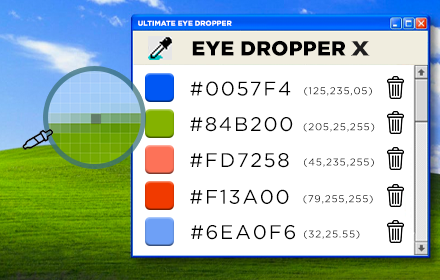 ULTIMATE EYE DROPPER
EYE DROPPER X
#0057F4 (125,235,05)
#84B200 (205,25,255)
#FD7258 (45,235,255)
#F13A00 (79,255,255)
#6EA0F6 (32,25.55)